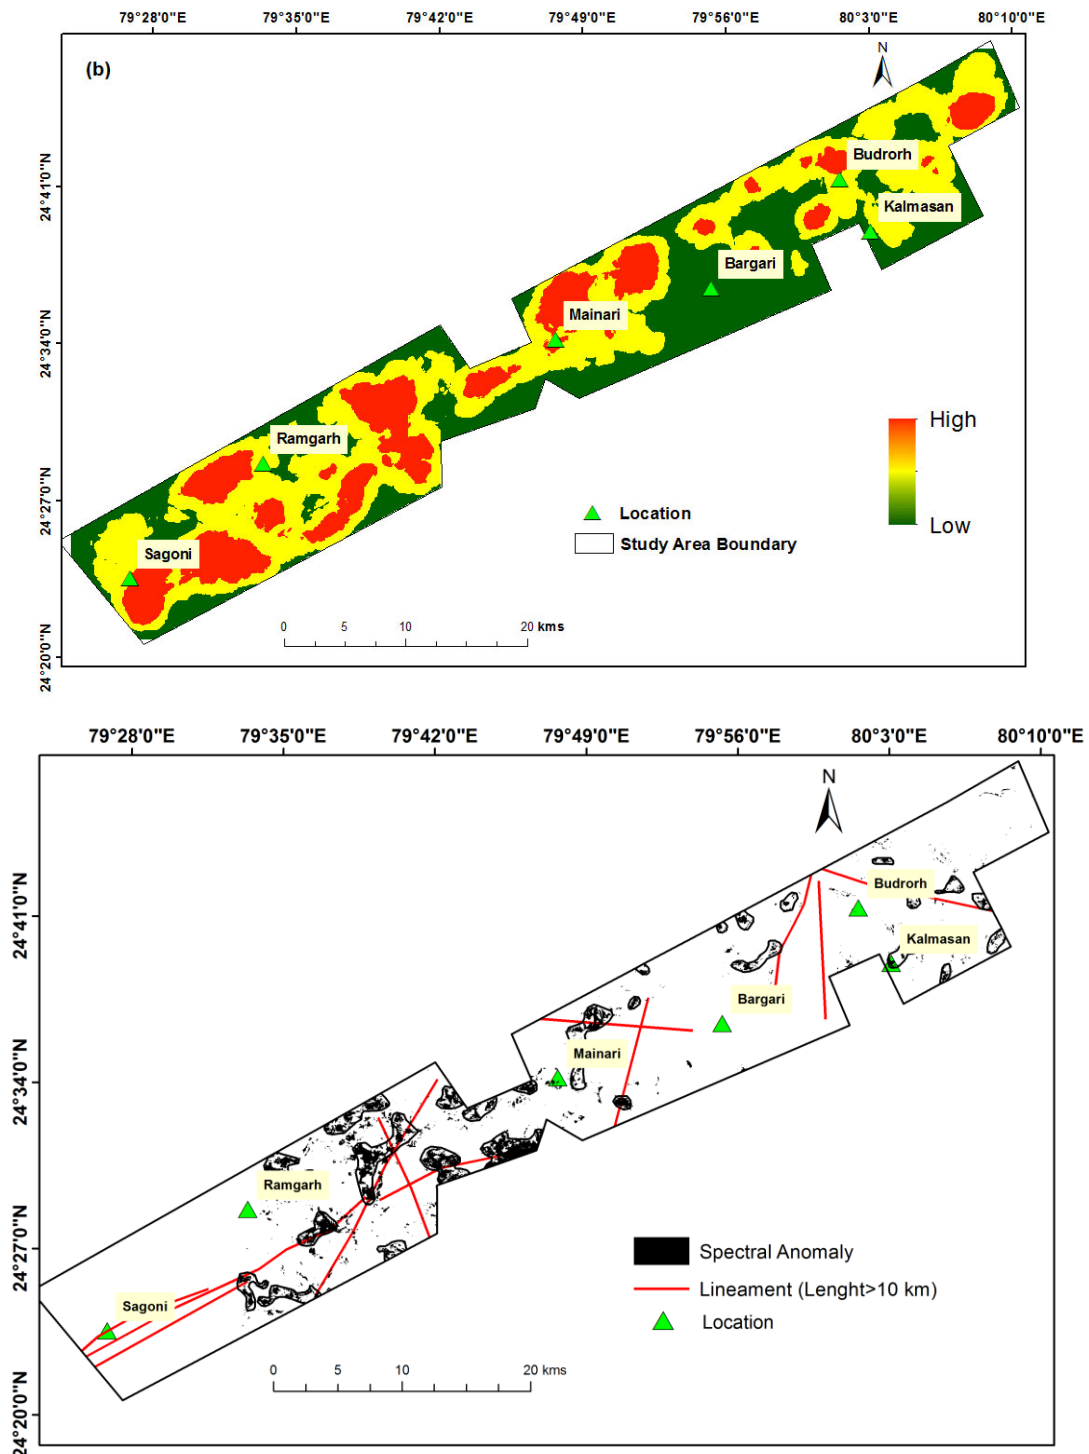 79°28'0"E 79°35'0"E 79°42'0"E 79°49'0"E 79°56'0"E 80°3'0"E 80°10'0"E
(b)
N
Budrorh
24°41'0"N
Kalmasan
Bargari
Mainari
24°34'0"N
High
Ramgarh
24°27'0"N
Location
Low
Study Area Boundary
Sagoni
0 5 10 20 kms
24°20'0"N
79°28'0"E 79°35'0"E 79°42'0"E 79°49'0"E 79°56'0"E 80°3'0"E 80°10'0"E
N
Budrorh
24°41'0"N
Kalmasan
Bargari
Mainari
24°34'0"N
Ramgarh
24°27'0"N
Spectral Anomaly
Lineament (Lenght>10 km)
Sagoni
Location
0 5 10 20 kms
24°20'0"N